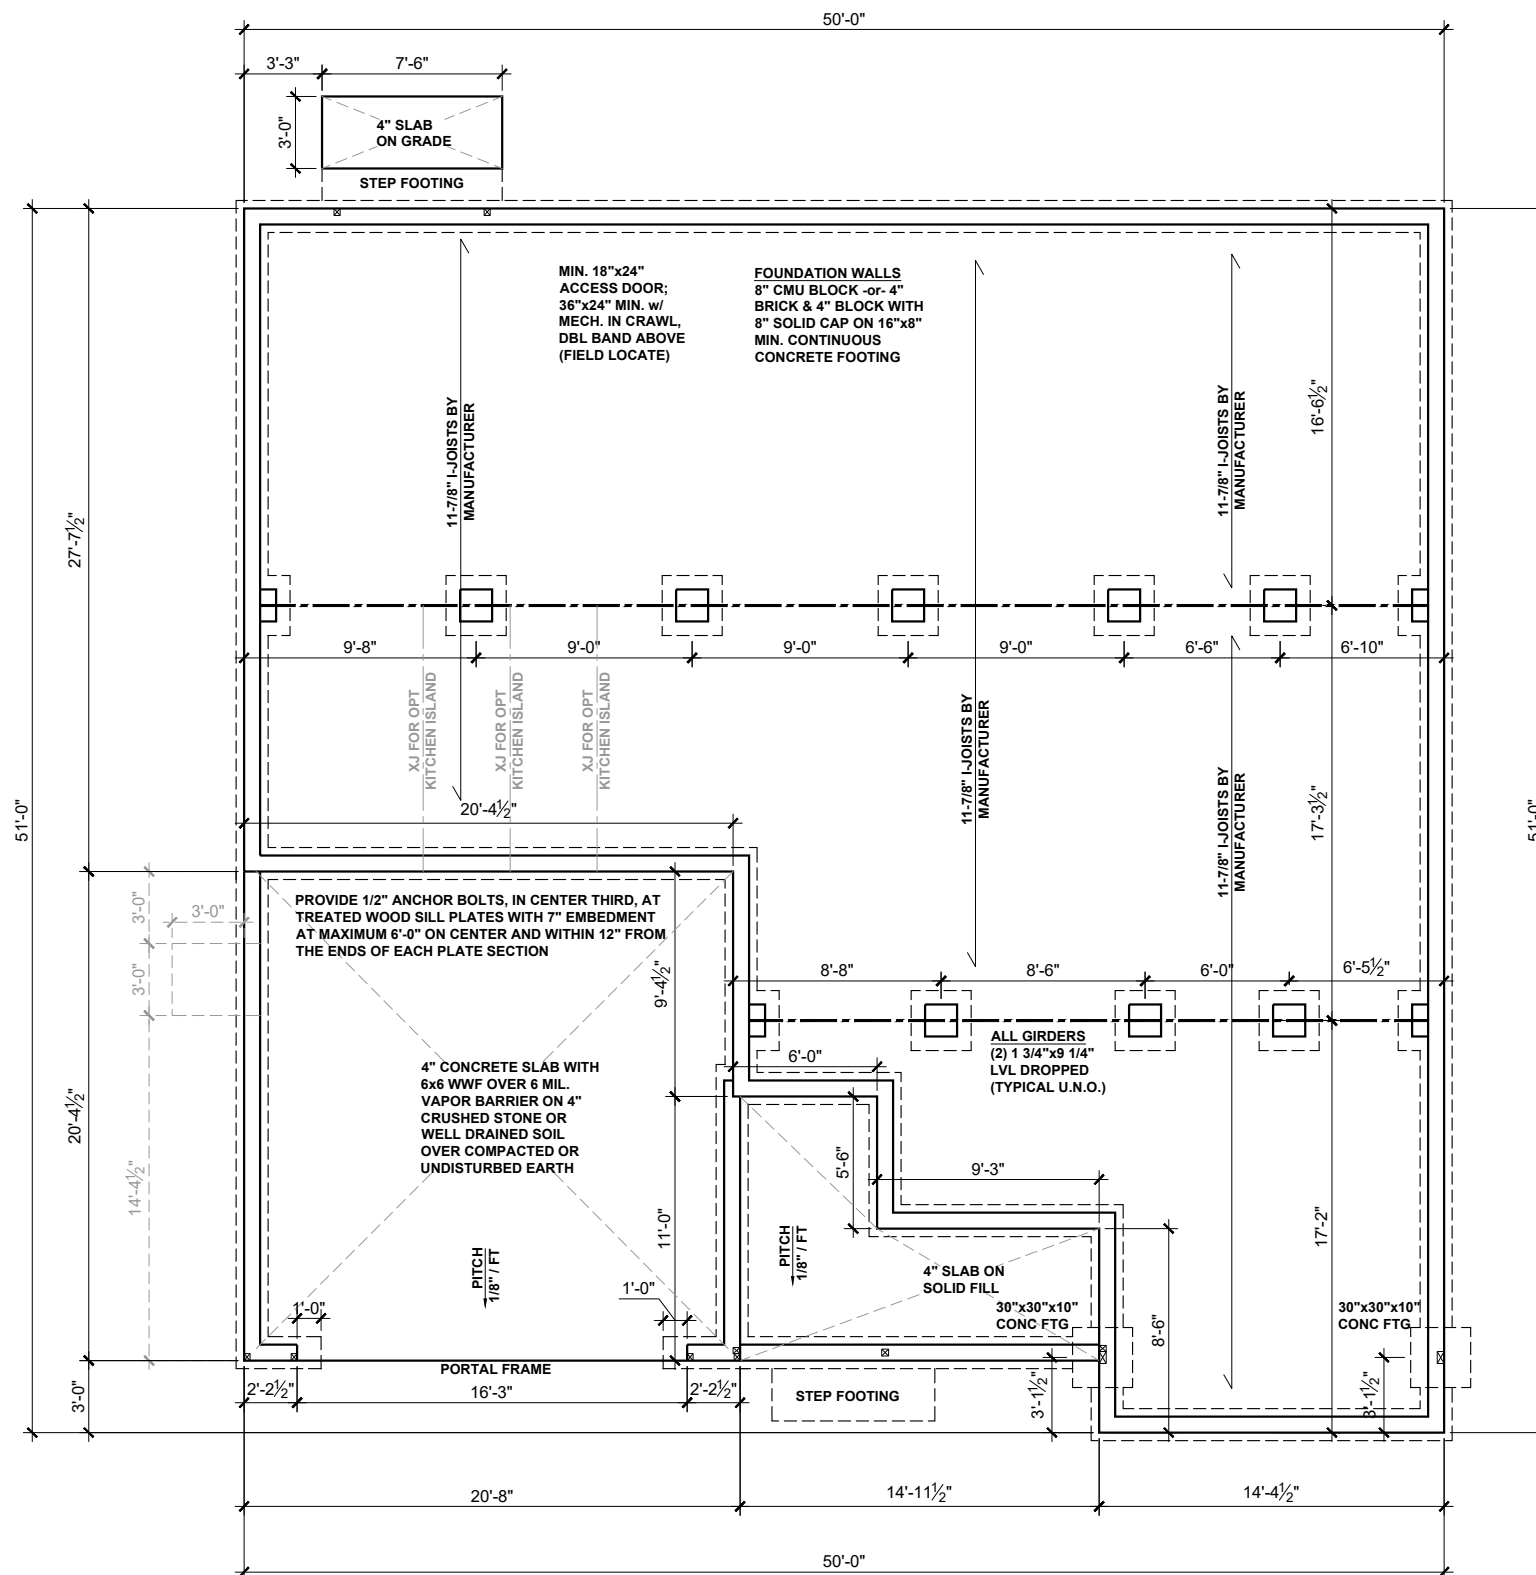 50'-0"
3'-3"
7'-6"
3'-0"
4" SLAB
ON GRADE
STEP FOOTING
MIN. 18"x24"
ACCESS DOOR;
36"x24" MIN. w/
MECH. IN CRAWL,
DBL BAND ABOVE
(FIELD LOCATE)
FOUNDATION WALLS
8" CMU BLOCK -or- 4"
BRICK & 4" BLOCK WITH
8" SOLID CAP ON 16"x8"
MIN. CONTINUOUS
CONCRETE FOOTING
11-7/8" I-JOISTS BY
MANUFACTURER
11-7/8" I-JOISTS BY
MANUFACTURER
16'-6½"
27'-7½"
51'-0"
51'-0"
9'-8"
9'-0"
9'-0"
9'-0"
6'-6"
6'-10"
XJ FOR OPT
KITCHEN ISLAND
XJ FOR OPT
KITCHEN ISLAND
XJ FOR OPT
KITCHEN ISLAND
11-7/8" I-JOISTS BY
MANUFACTURER
11-7/8" I-JOISTS BY
MANUFACTURER
17'-3½"
20'-4½"
PROVIDE 1/2" ANCHOR BOLTS, IN CENTER THIRD, AT
TREATED WOOD SILL PLATES WITH 7" EMBEDMENT
AT MAXIMUM 6'-0" ON CENTER AND WITHIN 12" FROM
THE ENDS OF EACH PLATE SECTION
3'-0"
3'-0"
3'-0"
9'-4½"
8'-8"
8'-6"
6'-0"
6'-5½"
ALL GIRDERS
(2) 1 3/4"x9 1/4"
LVL DROPPED
(TYPICAL U.N.O.)
6'-0"
4" CONCRETE SLAB WITH
6x6 WWF OVER 6 MIL.
VAPOR BARRIER ON 4"
CRUSHED STONE OR
WELL DRAINED SOIL
OVER COMPACTED OR
UNDISTURBED EARTH
20'-4½"
14'-4½"
5'-6"
9'-3"
11'-0"
17'-2"
PITCH
1/8" / FT
PITCH
1/8" / FT
4" SLAB ON
SOLID FILL
1'-0"
1'-0"
30"x30"x10"
CONC FTG
30"x30"x10"
CONC FTG
8'-6"
PORTAL FRAME
3'-0"
2'-2½"
16'-3"
2'-2½"
STEP FOOTING
3'-1½"
3'-1½"
20'-8"
14'-11½"
14'-4½"
50'-0"